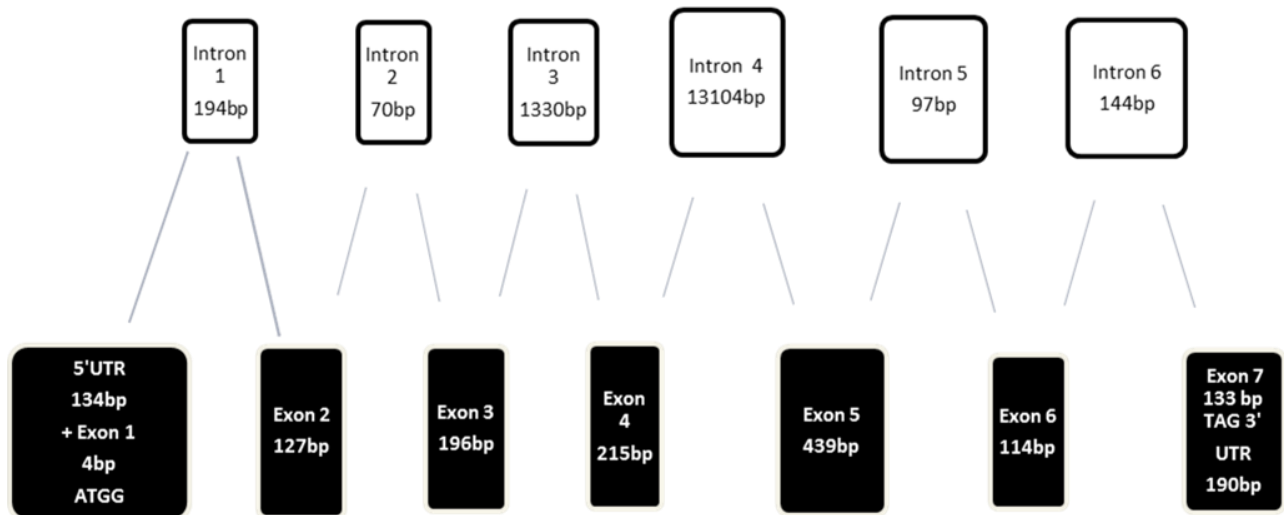 Intron
1
194bp
Intron
2
70bp
Intron
3
1330bp
Intron 4
13104bp
Intron 5
97bp
Intron 6
144bp
5'UTR
134bp
+ Exon 1
4bp
ATGG
Exon 2
127bp
Exon 3
196bp
Exon
4
215bp
Exon 5
439bp
Exon 6
114bp
Exon 7
133 bp
TAG 3'
UTR
190bp